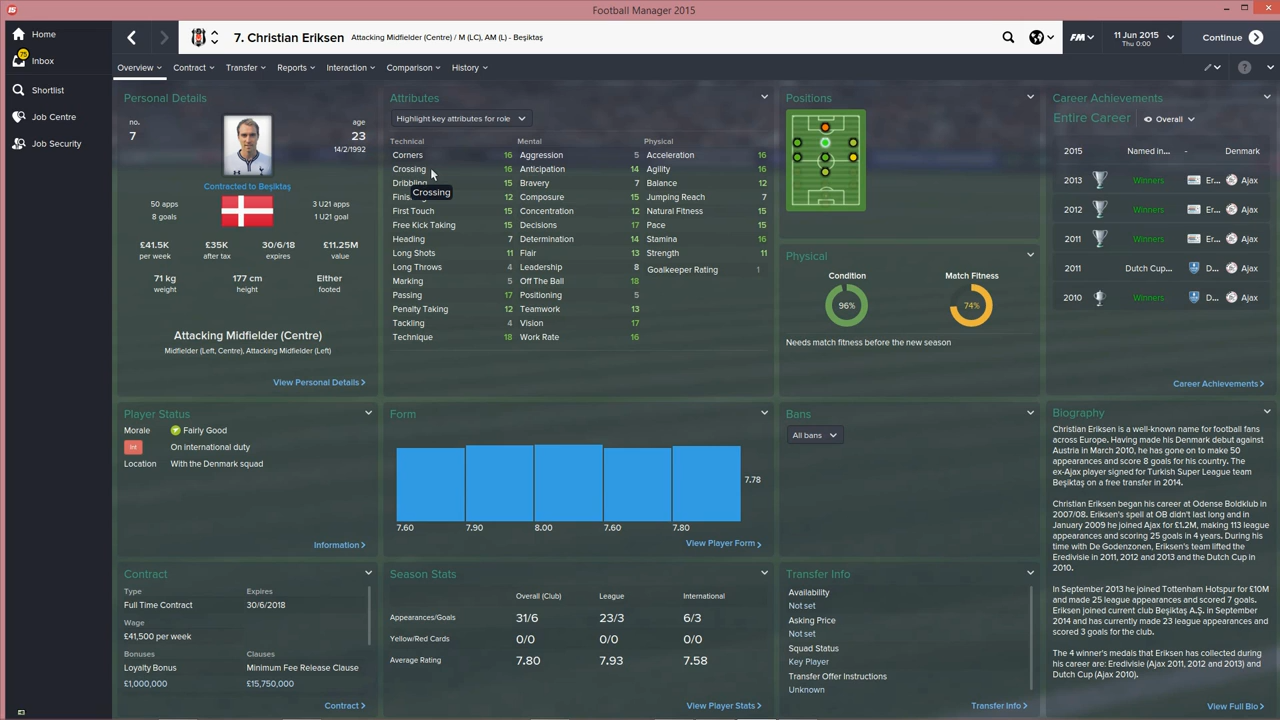 Football Manager 2015
Home
7. Christian Eriksen
Attacking Midfielder (Centre) / M (LC), AM (L) - Beşiktaş
FM
11 Jun 2015
Thu 0:00
Continue
75
Inbox
Shortlist
Job Centre
Job Security
Overview
Contract
Transfer
Reports
Interaction
Comparison
History
?
Personal Details
no.
7
age
23
14/2/1992
Contracted to Beşiktaş
50 apps
8 goals
3 U21 apps
1 U21 goal
£41.5K
per week
£35K
after tax
30/6/18
expires
£11.25M
value
71 kg
weight
177 cm
height
Either
footed
Attacking Midfielder (Centre)
Midfielder (Left, Centre), Attacking Midfielder (Left)
View Personal Details >
Attributes
Highlight key attributes for role
Technical Mental Physical
Corners 16 Aggression 5 Acceleration 16
Crossing 16 Anticipation 14 Agility 16
Dribbling 15 Bravery 7 Balance 12
12 Composure 15 Jumping Reach 7
Crossing
First Touch 15 Concentration 12 Natural Fitness 15
Free Kick Taking 15 Decisions 17 Pace 15
Heading 7 Determination 14 Stamina 16
Long Shots 11 Flair 13 Strength 11
Long Throws 4 Leadership 8 Goalkeeper Rating 1
Marking 5 Off The Ball 18
Passing 17 Positioning 5
Penalty Taking 12 Teamwork 13
Tackling 4 Vision 17
Technique 18 Work Rate 16
Positions
Physical
Condition
Match Fitness
96%
74%
Needs match fitness before the new season
Career Achievements
Entire Career
Overall
2015 Named in... - Denmark
2013 Winners Er... Ajax
2012 Winners Er... Ajax
2011 Winners Er... Ajax
2011 Dutch Cup... D... Ajax
2010 Winners D... Ajax
Career Achievements >
Player Status
Morale Fairly Good
Int On international duty
Location With the Denmark squad
Information >
Form
7.78
7.60 7.90 8.00 7.60 7.80
View Player Form >
Bans
All bans
Biography
Christian Eriksen is a well-known name for football fans
across Europe. Having made his Denmark debut against
Austria in March 2010, he has gone on to make 50
appearances and score 8 goals for his country. The
ex-Ajax player signed for Turkish Super League team
Beşiktaş on a free transfer in 2014.
Christian Eriksen began his career at Odense Boldklub in
2007/08. Eriksen's spell at OB didn't last long and in
January 2009 he joined Ajax for £1.2M, making 113 league
appearances and scoring 25 goals in 4 years. During his
time with De Godenzonen, Eriksen's team lifted the
Eredivisie in 2011, 2012 and 2013 and the Dutch Cup in
2010.
In September 2013 he joined Tottenham Hotspur for £10M
and made 25 league appearances and scored 7 goals.
Eriksen joined current club Beşiktaş A.Ş. in September
2014 and has currently made 23 league appearances and
scored 3 goals for the club.
The 4 winner's medals that Eriksen has collected during
his career are: Eredivisie (Ajax 2011, 2012 and 2013) and
Dutch Cup (Ajax 2010).
View Full Bio >
Contract
Type Expires
Full Time Contract 30/6/2018
Wage
£41,500 per week
Bonuses Clauses
Loyalty Bonus Minimum Fee Release Clause
£1,000,000 £15,750,000
Contract >
Season Stats
Overall (Club) League International
Appearances/Goals 31/6 23/3 6/3
Yellow/Red Cards 0/0 0/0 0/0
Average Rating 7.80 7.93 7.58
View Player Stats >
Transfer Info
Availability
Not set
Asking Price
Not set
Squad Status
Key Player
Transfer Offer Instructions
Unknown
Transfer Info >